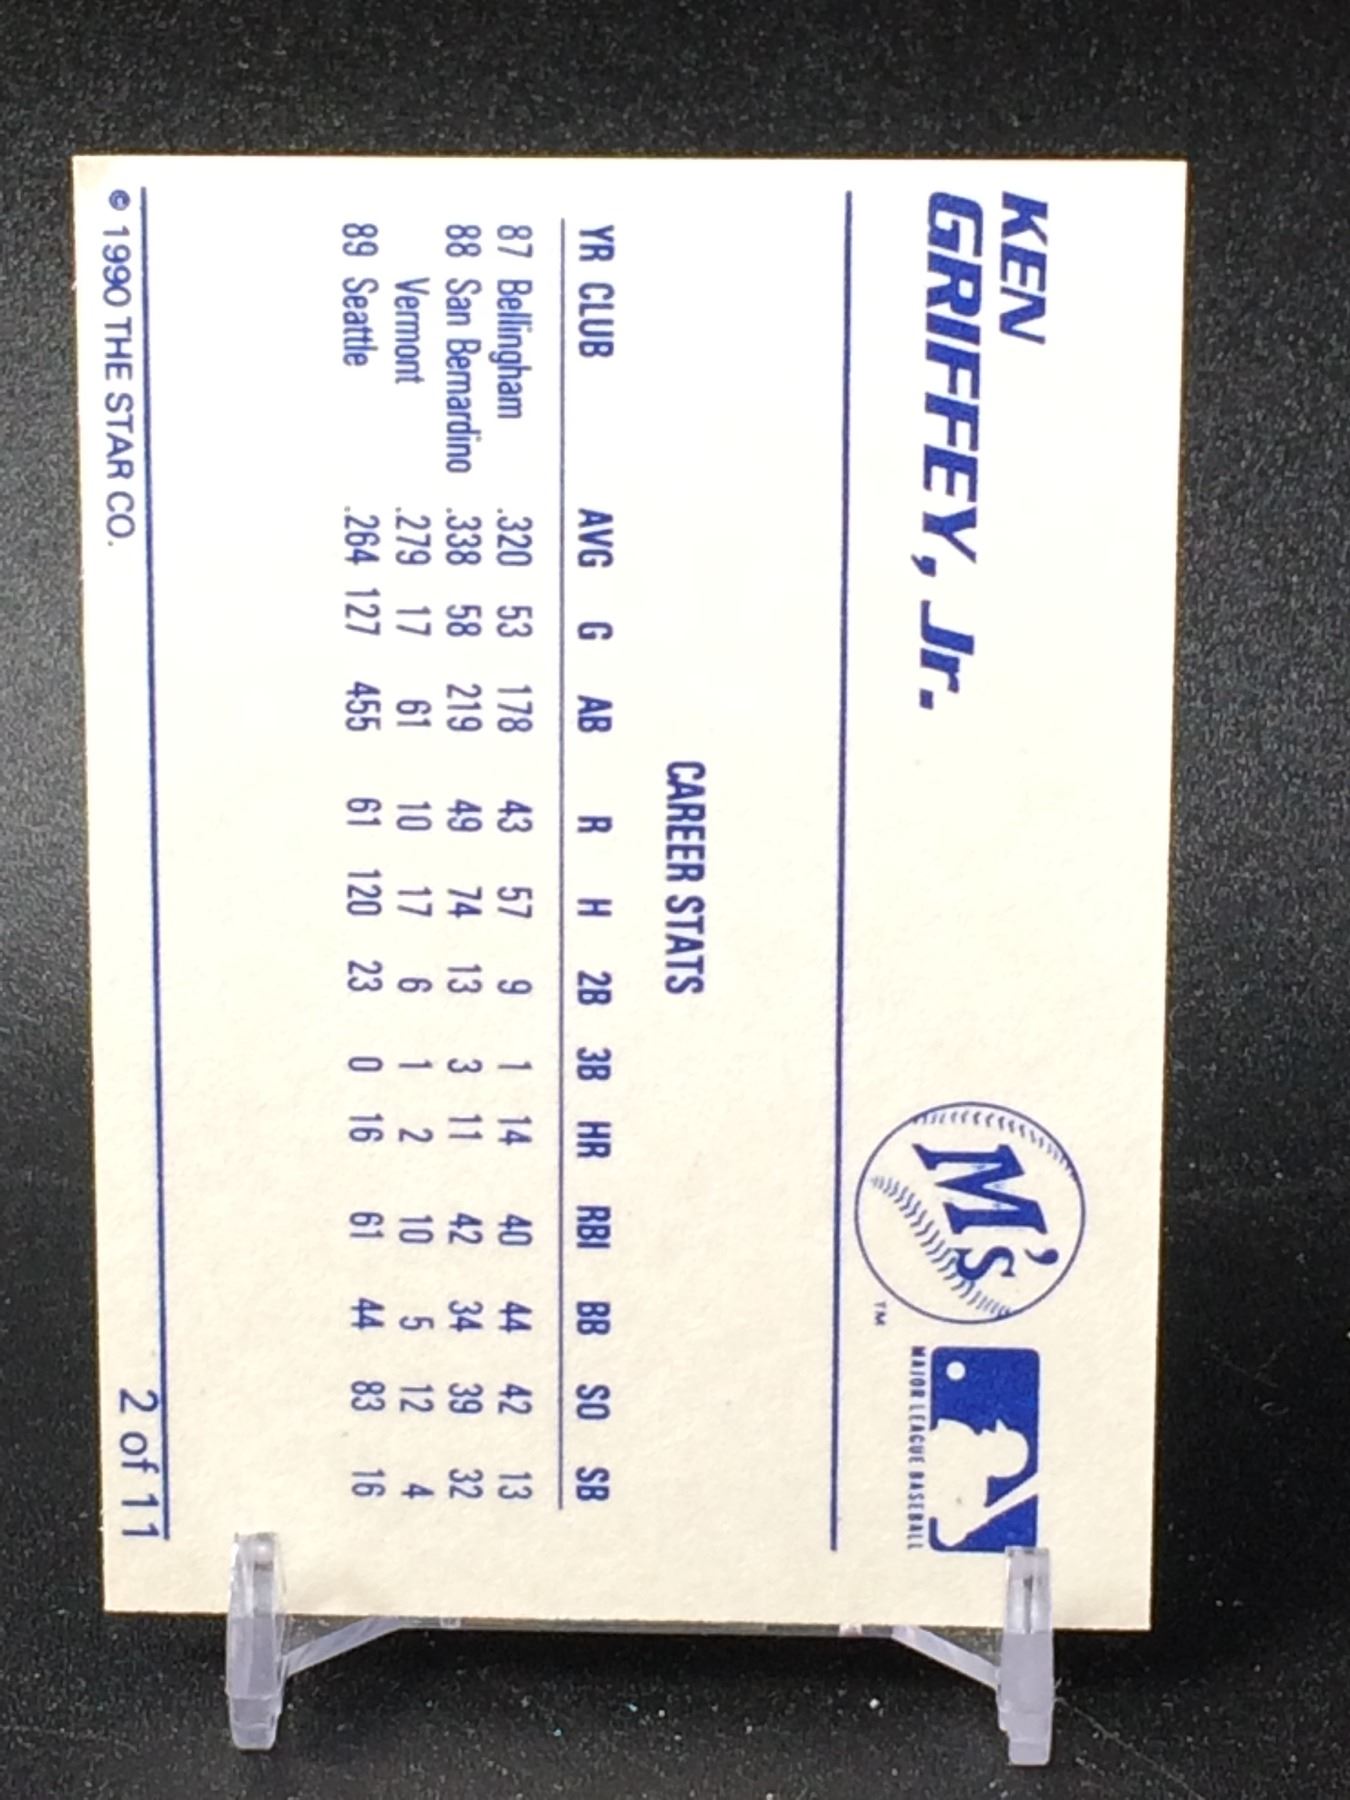 KEN
GRIFFEY, Jr.
M's
TM
MAJOR LEAGUE BASEBALL
CAREER STATS
YR CLUB AVG G AB R H 2B 3B HR RBI BB SO SB
87 Bellingham .320 53 178 43 57 9 1 14 40 44 42 13
88 San Bernardino .338 58 219 49 74 13 3 11 42 34 39 32
Vermont .279 17 61 10 17 6 1 2 10 5 12 4
89 Seattle .264 127 455 61 120 23 0 16 61 44 83 16
© 1990 THE STAR CO.
2 of 11